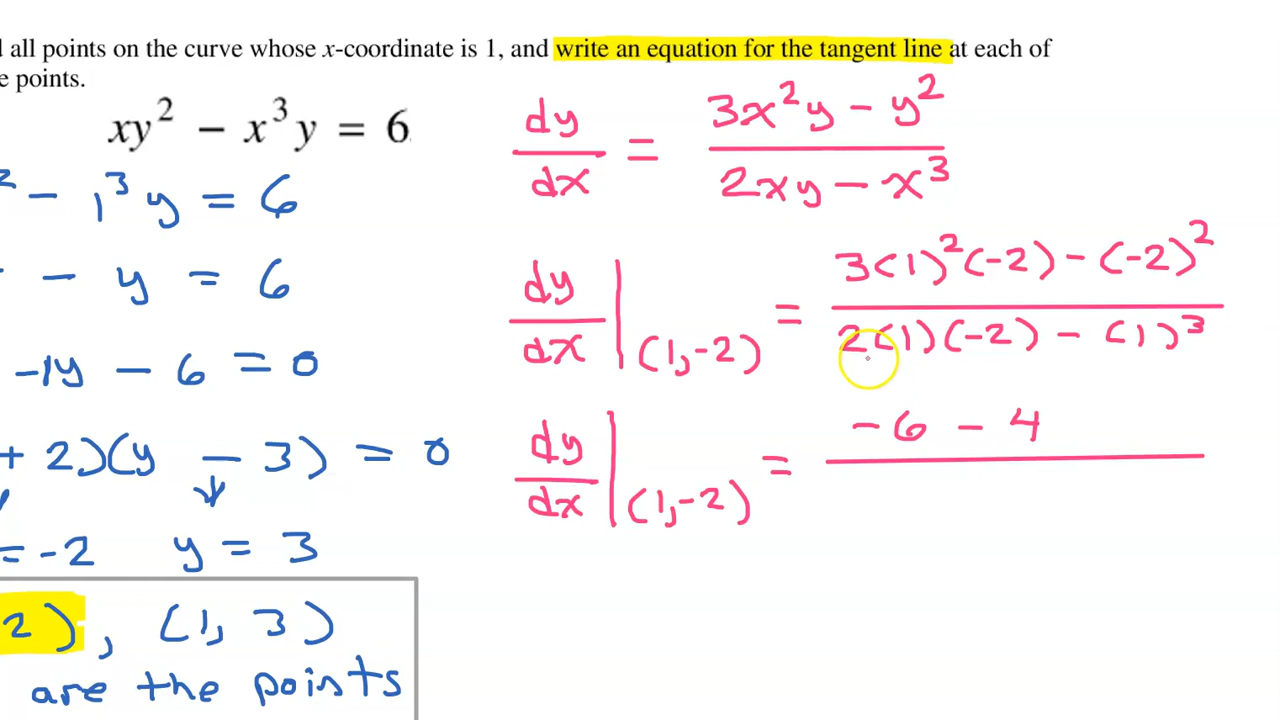 all points on the curve whose x-coordinate is 1, and write an equation for the tangent line at each of
points.
xy² − x³y = 6
− 1³y = 6
− y = 6
-1y − 6 = 0
+ 2)(y − 3) = 0
= -2 y = 3
2), (1, 3)
are the points
dy/dx = (3x²y − y²)/(2xy − x³)
dy/dx|(1,-2) = (3(1)²(-2) − (-2)²)/(2(1)(-2) − (1)³)
dy/dx|(1,-2) = -6 − 4